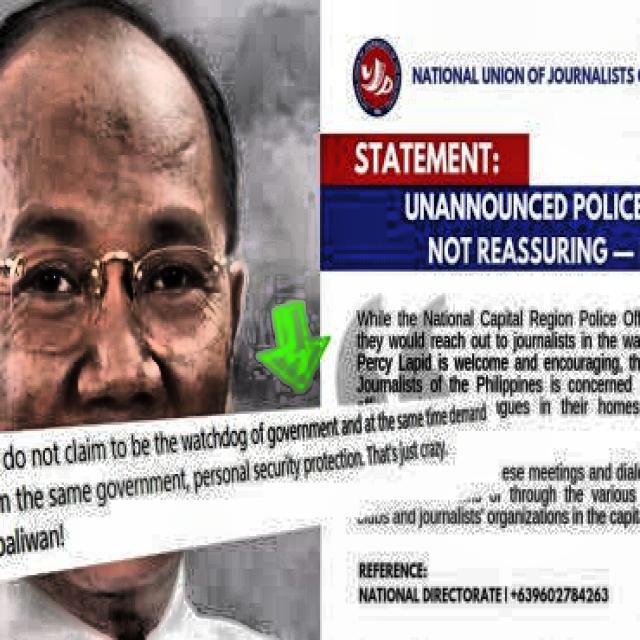 NATIONAL UNION OF JOURNALISTS
STATEMENT:
UNANNOUNCED POLICE
NOT REASSURING —
While the National Capital Region Police Off
they would reach out to journalists in the wa
Percy Lapid is welcome and encouraging, th
Journalists of the Philippines is concerned
gues in their homes
do not claim to be the watchdog of government and at the same time demand
m the same government, personal security protection. That's just crazy.
baliwan!
ese meetings and dial
or through the various
clubs and journalists' organizations in the capit
REFERENCE:
NATIONAL DIRECTORATE | +639602784263